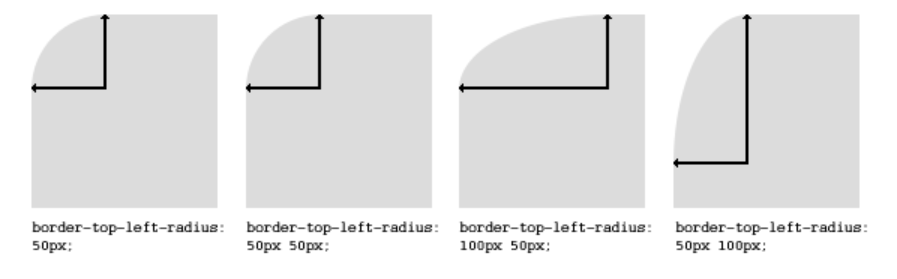 border-top-left-radius:
50px;
border-top-left-radius:
50px 50px;
border-top-left-radius:
100px 50px;
border-top-left-radius:
50px 100px;